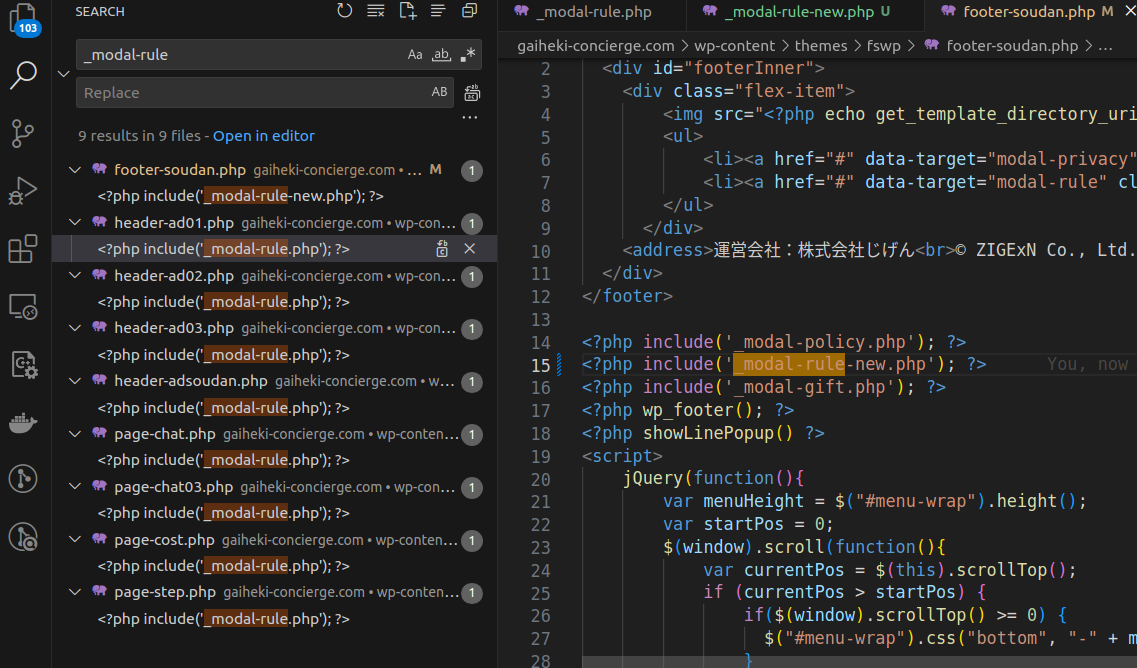 103
SEARCH
_modal-rule
Aa
ab
.*
Replace
AB
9 results in 9 files - Open in editor
footer-soudan.php gaiheki-concierge.com • ... M 1
<?php include('_modal-rule-new.php'); ?>
header-ad01.php gaiheki-concierge.com • wp-con... 1
<?php include('_modal-rule.php'); ?>
header-ad02.php gaiheki-concierge.com • wp-con... 1
<?php include('_modal-rule.php'); ?>
header-ad03.php gaiheki-concierge.com • wp-con... 1
<?php include('_modal-rule.php'); ?>
header-adsoudan.php gaiheki-concierge.com • w... 1
<?php include('_modal-rule.php'); ?>
page-chat.php gaiheki-concierge.com • wp-conten... 1
<?php include('_modal-rule.php'); ?>
page-chat03.php gaiheki-concierge.com • wp-con... 1
<?php include('_modal-rule.php'); ?>
page-cost.php gaiheki-concierge.com • wp-conten... 1
<?php include('_modal-rule.php'); ?>
page-step.php gaiheki-concierge.com • wp-conten... 1
<?php include('_modal-rule.php'); ?>
_modal-rule.php
_modal-rule-new.php U
footer-soudan.php M
gaiheki-concierge.com > wp-content > themes > fswp > footer-soudan.php > ...
2 <div id="footerInner">
3 <div class="flex-item">
4 <img src="<?php echo get_template_directory_uri
5 <ul>
6 <li><a href="#" data-target="modal-privacy"
7 <li><a href="#" data-target="modal-rule" cl
8 </ul>
9 </div>
10 <address>運営会社：株式会社じげん<br>© ZIGExN Co., Ltd.
11 </div>
12 </footer>
13
14 <?php include('_modal-policy.php'); ?>
15 <?php include('_modal-rule-new.php'); ?> You, now
16 <?php include('_modal-gift.php'); ?>
17 <?php wp_footer(); ?>
18 <?php showLinePopup() ?>
19 <script>
20 jQuery(function(){
21 var menuHeight = $("#menu-wrap").height();
22 var startPos = 0;
23 $(window).scroll(function(){
24 var currentPos = $(this).scrollTop();
25 if (currentPos > startPos) {
26 if($(window).scrollTop() >= 0) {
27 $("#menu-wrap").css("bottom", "-" + m
28 }